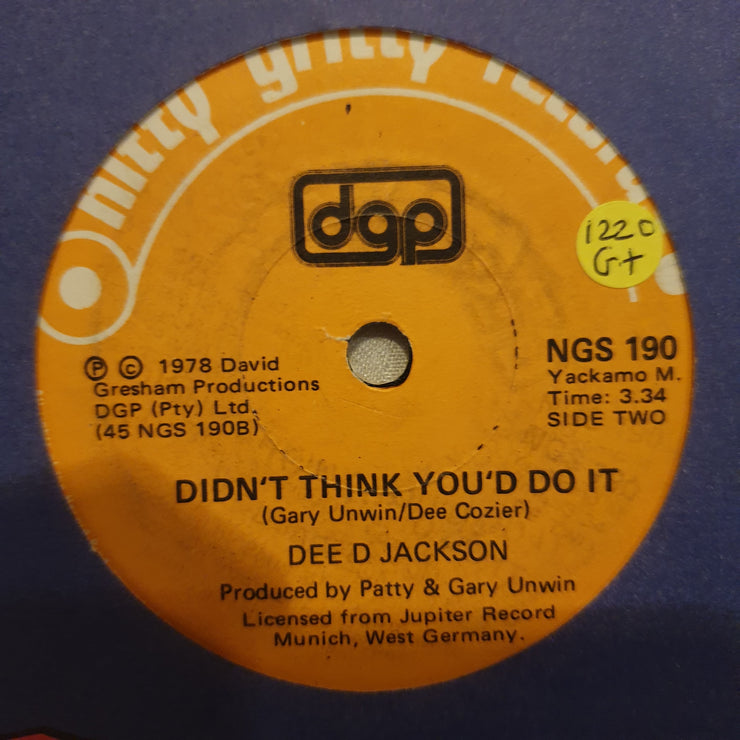 nitty gritty records
dgp
1220
G+
Ⓟ © 1978 David
Gresham Productions
DGP (Pty) Ltd.
(45 NGS 190B)
NGS 190
Yackamo M.
Time: 3.34
SIDE TWO
DIDN'T THINK YOU'D DO IT
(Gary Unwin/Dee Cozier)
DEE D JACKSON
Produced by Patty & Gary Unwin
Licensed from Jupiter Record
Munich, West Germany.